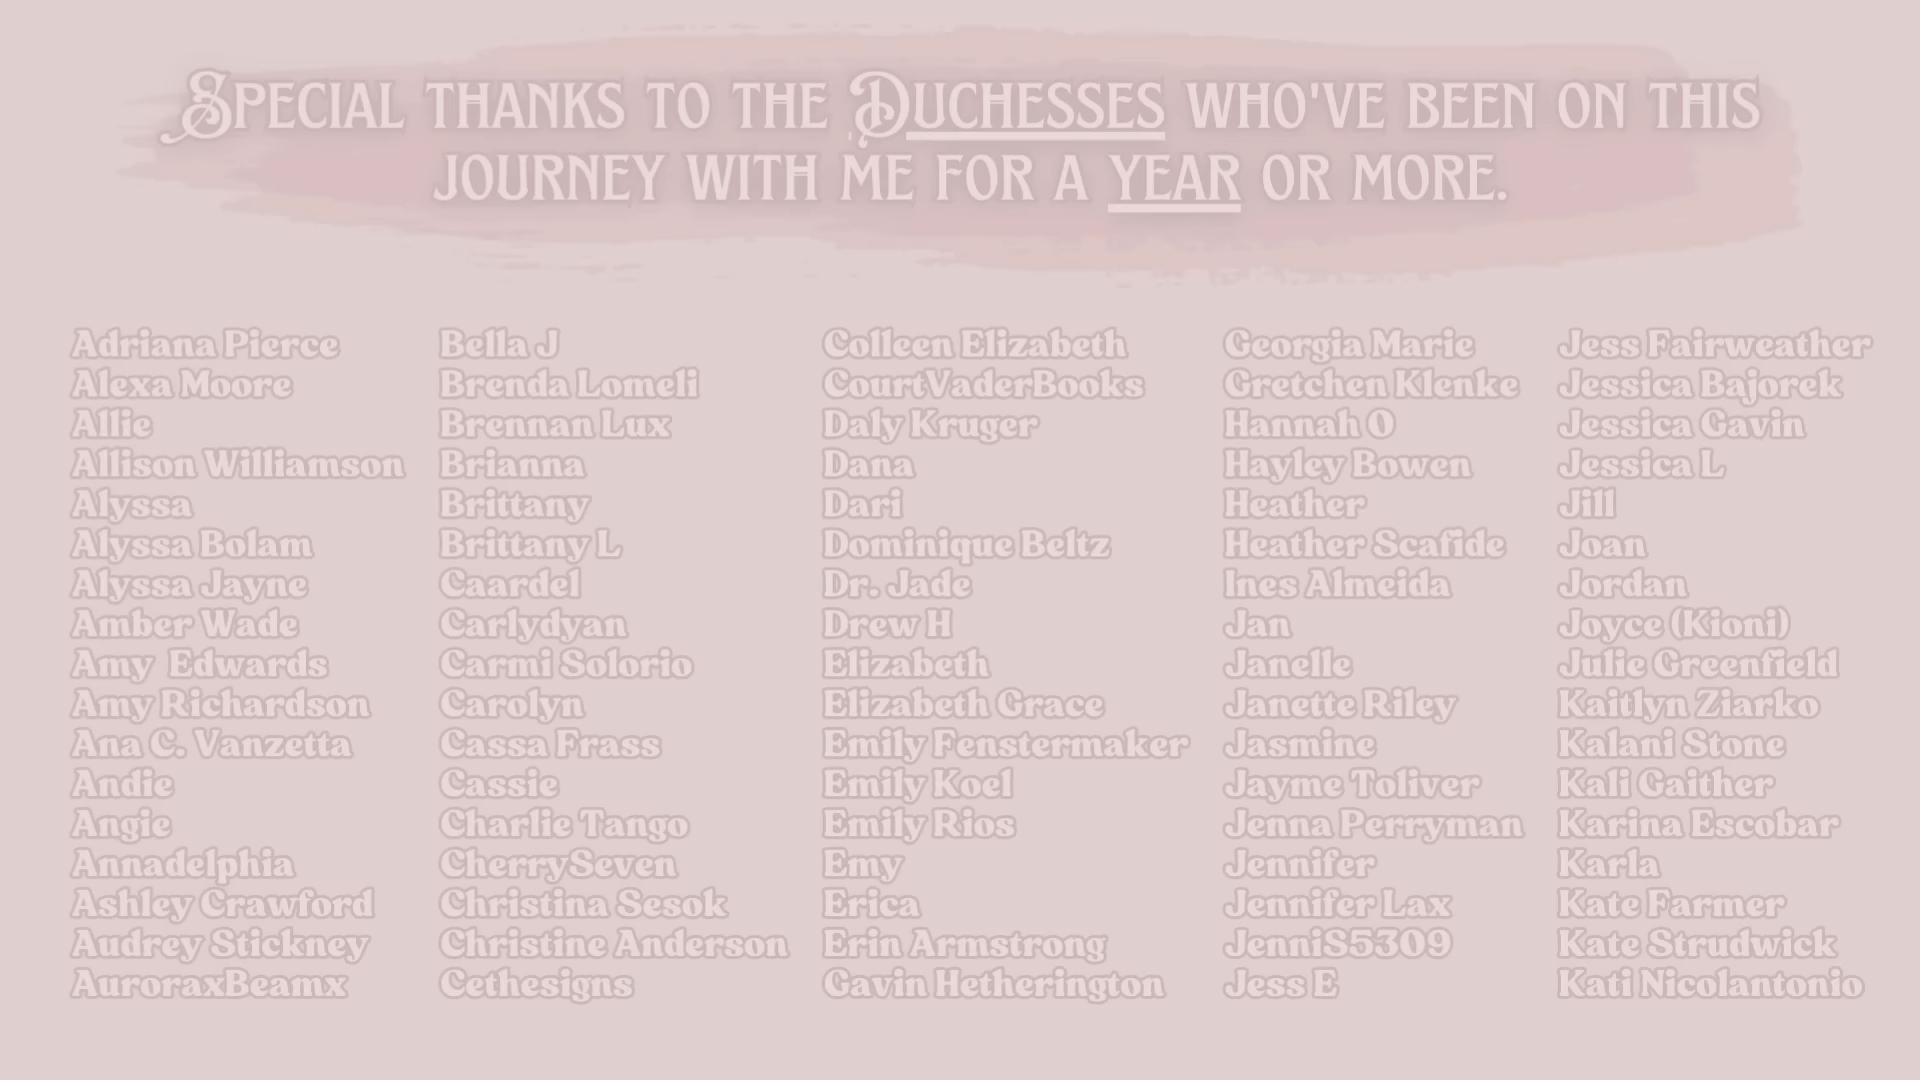 Special thanks to the Duchesses who've been on this
journey with me for a year or more.
Adriana Pierce
Alexa Moore
Allie
Allison Williamson
Alyssa
Alyssa Bolam
Alyssa Jayne
Amber Wade
Amy  Edwards
Amy Richardson
Ana C. Vanzetta
Andie
Angie
Annadelphia
Ashley Crawford
Audrey Stickney
AuroraxBeamx
Bella J
Brenda Lomeli
Brennan Lux
Brianna
Brittany
Brittany L
Caardel
Carlydyan
Carmi Solorio
Carolyn
Cassa Frass
Cassie
Charlie Tango
CherrySeven
Christina Sesok
Christine Anderson
Cethesigns
Colleen Elizabeth
CourtVaderBooks
Daly Kruger
Dana
Dari
Dominique Beltz
Dr. Jade
Drew H
Elizabeth
Elizabeth Grace
Emily Fenstermaker
Emily Koel
Emily Rios
Emy
Erica
Erin Armstrong
Gavin Hetherington
Georgia Marie
Gretchen Klenke
Hannah O
Hayley Bowen
Heather
Heather Scafide
Ines Almeida
Jan
Janelle
Janette Riley
Jasmine
Jayme Toliver
Jenna Perryman
Jennifer
Jennifer Lax
JenniS5309
Jess E
Jess Fairweather
Jessica Bajorek
Jessica Gavin
Jessica L
Jill
Joan
Jordan
Joyce (Kioni)
Julie Greenfield
Kaitlyn Ziarko
Kalani Stone
Kali Gaither
Karina Escobar
Karla
Kate Farmer
Kate Strudwick
Kati Nicolantonio